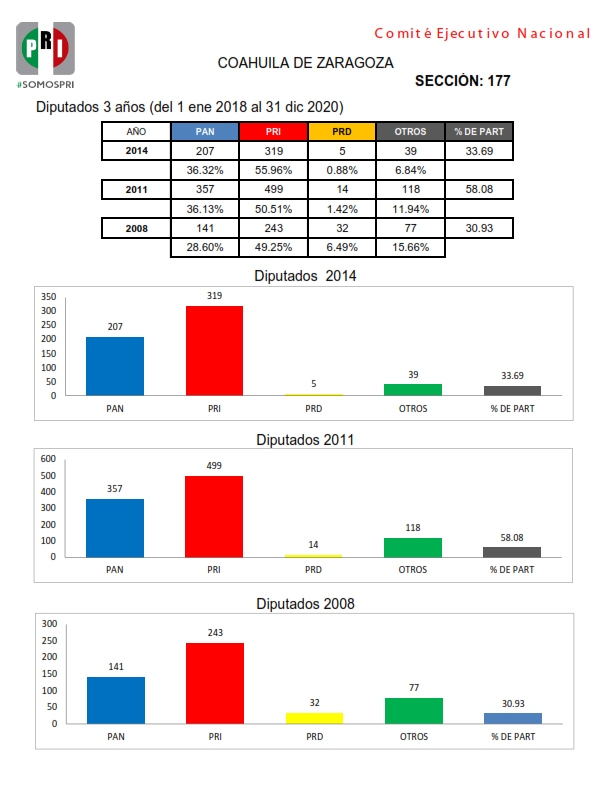 Comité Ejecutivo Nacional
PRI
#SOMOSPRI
COAHUILA DE ZARAGOZA
SECCIÓN: 177
Diputados 3 años (del 1 ene 2018 al 31 dic 2020)
AÑO PAN PRI PRD OTROS % DE PART
2014 207 319 5 39 33.69
36.32% 55.96% 0.88% 6.84%
2011 357 499 14 118 58.08
36.13% 50.51% 1.42% 11.94%
2008 141 243 32 77 30.93
28.60% 49.25% 6.49% 15.66%
Diputados 2014
350
300
250
200
150
100
50
0
207 319 5 39 33.69
PAN PRI PRD OTROS % DE PART
Diputados 2011
600
500
400
300
200
100
0
357 499 14 118 58.08
PAN PRI PRD OTROS % DE PART
Diputados 2008
300
250
200
150
100
50
0
141 243 32 77 30.93
PAN PRI PRD OTROS % DE PART